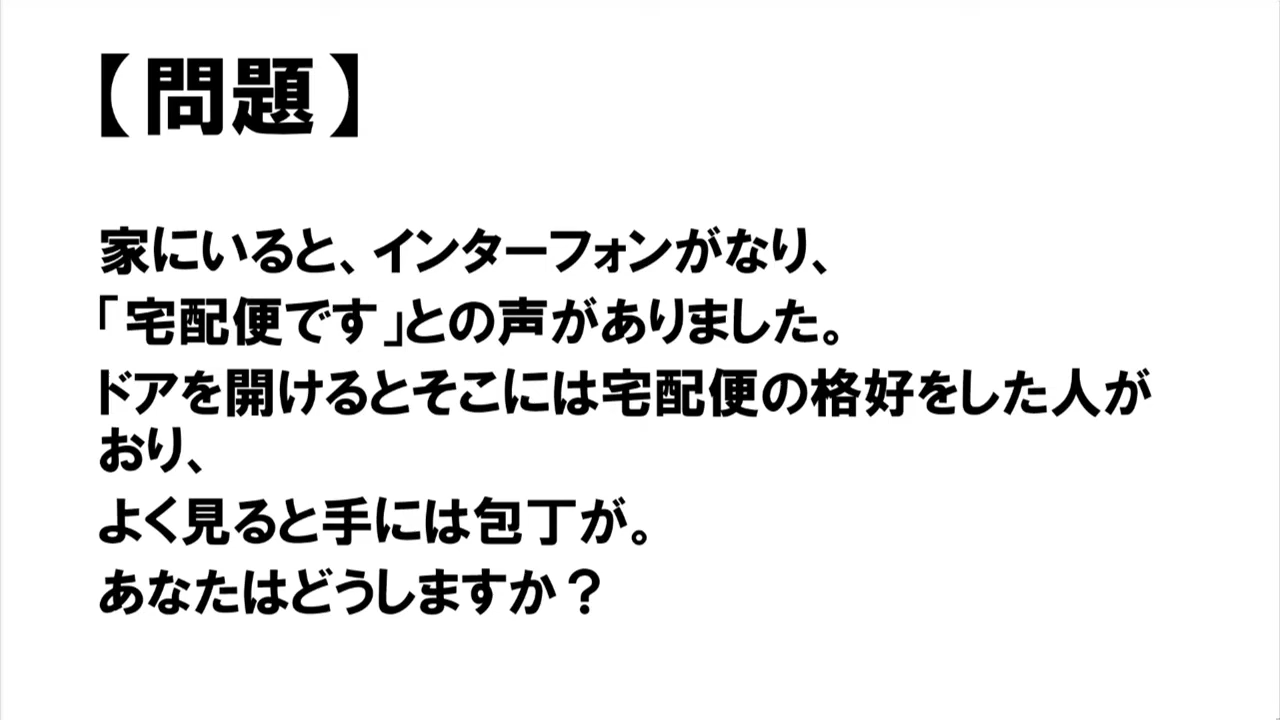 【問題】
家にいると、インターフォンがなり、
「宅配便です」との声がありました。
ドアを開けるとそこには宅配便の格好をした人が
おり、
よく見ると手には包丁が。
あなたはどうしますか？